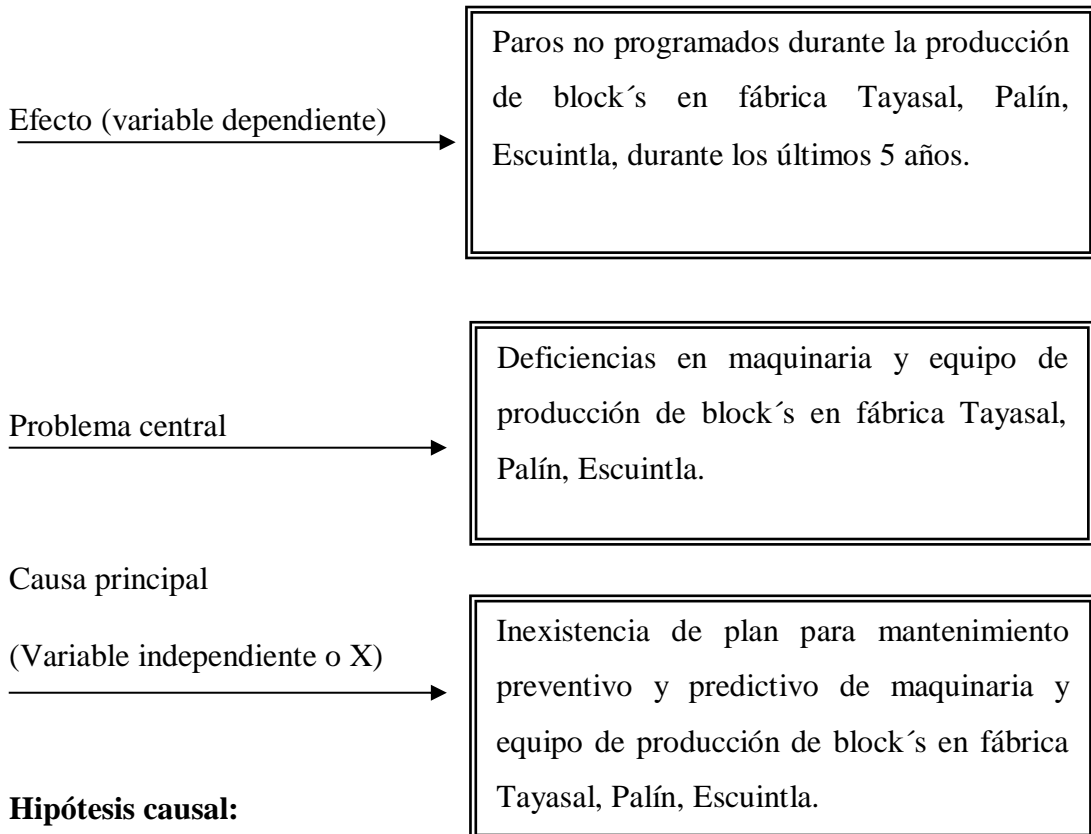 Efecto (variable dependiente)
Paros no programados durante la producción
de block´s en fábrica Tayasal, Palín,
Escuintla, durante los últimos 5 años.
Problema central
Deficiencias en maquinaria y equipo de
producción de block´s en fábrica Tayasal,
Palín, Escuintla.
Causa principal
(Variable independiente o X)
Inexistencia de plan para mantenimiento
preventivo y predictivo de maquinaria y
equipo de producción de block´s en fábrica
Tayasal, Palín, Escuintla.
Hipótesis causal: